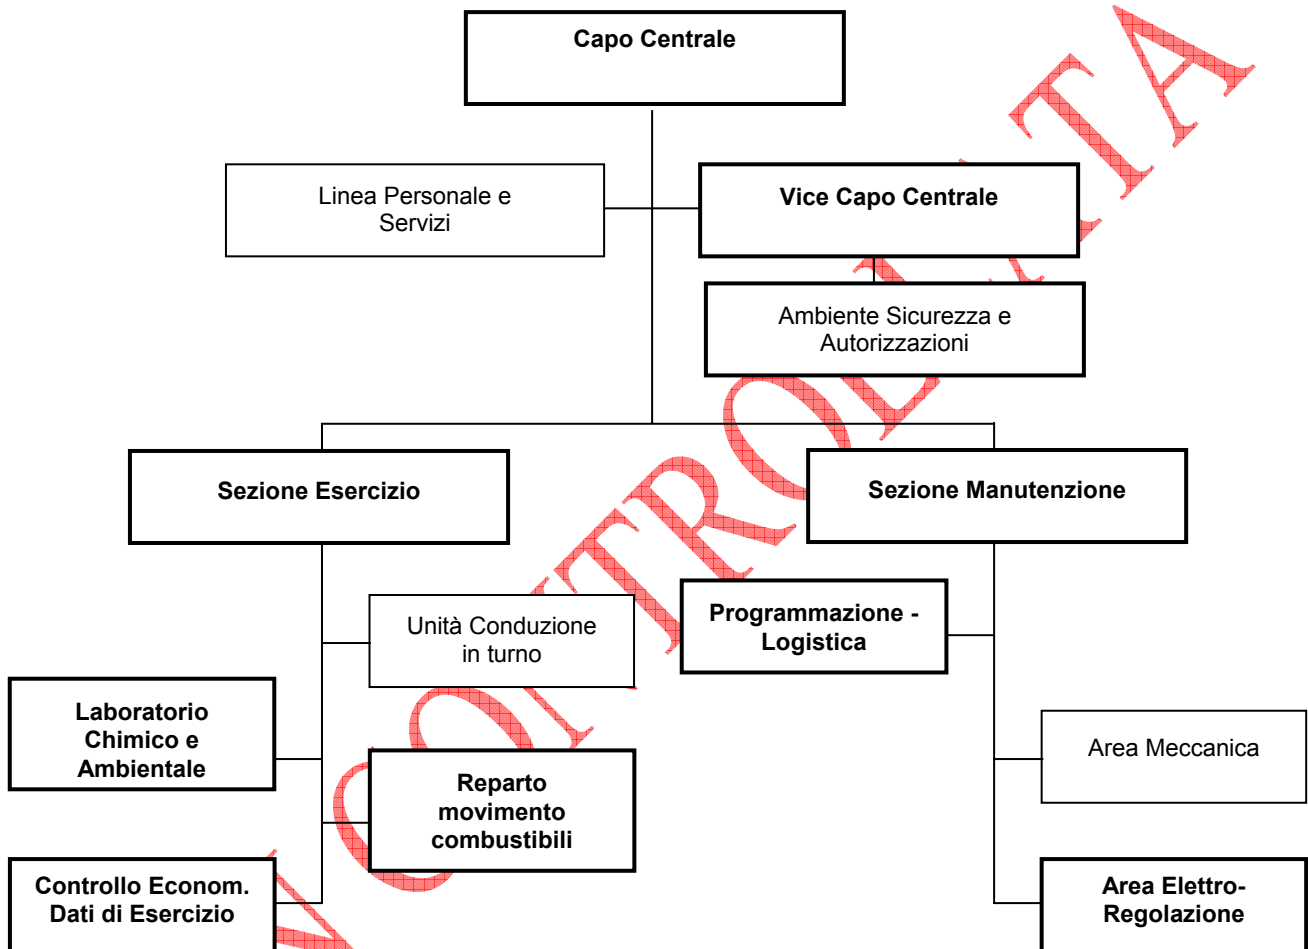 Capo Centrale
Linea Personale e
Servizi
Vice Capo Centrale
Ambiente Sicurezza e
Autorizzazioni
Sezione Esercizio
Sezione Manutenzione
Unità Conduzione
in turno
Programmazione -
Logistica
Laboratorio
Chimico e
Ambientale
Area Meccanica
Reparto
movimento
combustibili
Controllo Econom.
Dati di Esercizio
Area Elettro-
Regolazione